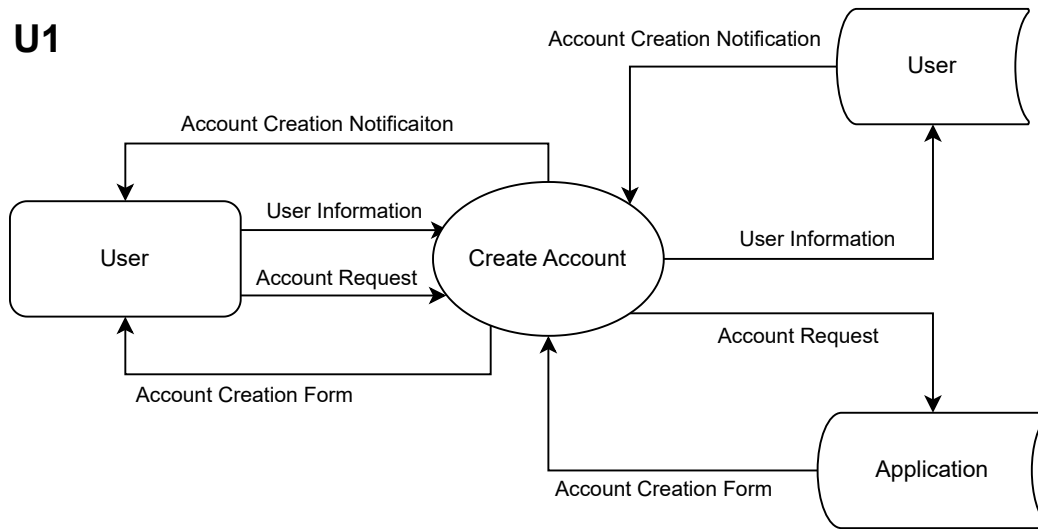 U1
Account Creation Notification
User
Account Creation Notificaiton
User Information
User
Create Account
User Information
Account Request
Account Request
Account Creation Form
Application
Account Creation Form